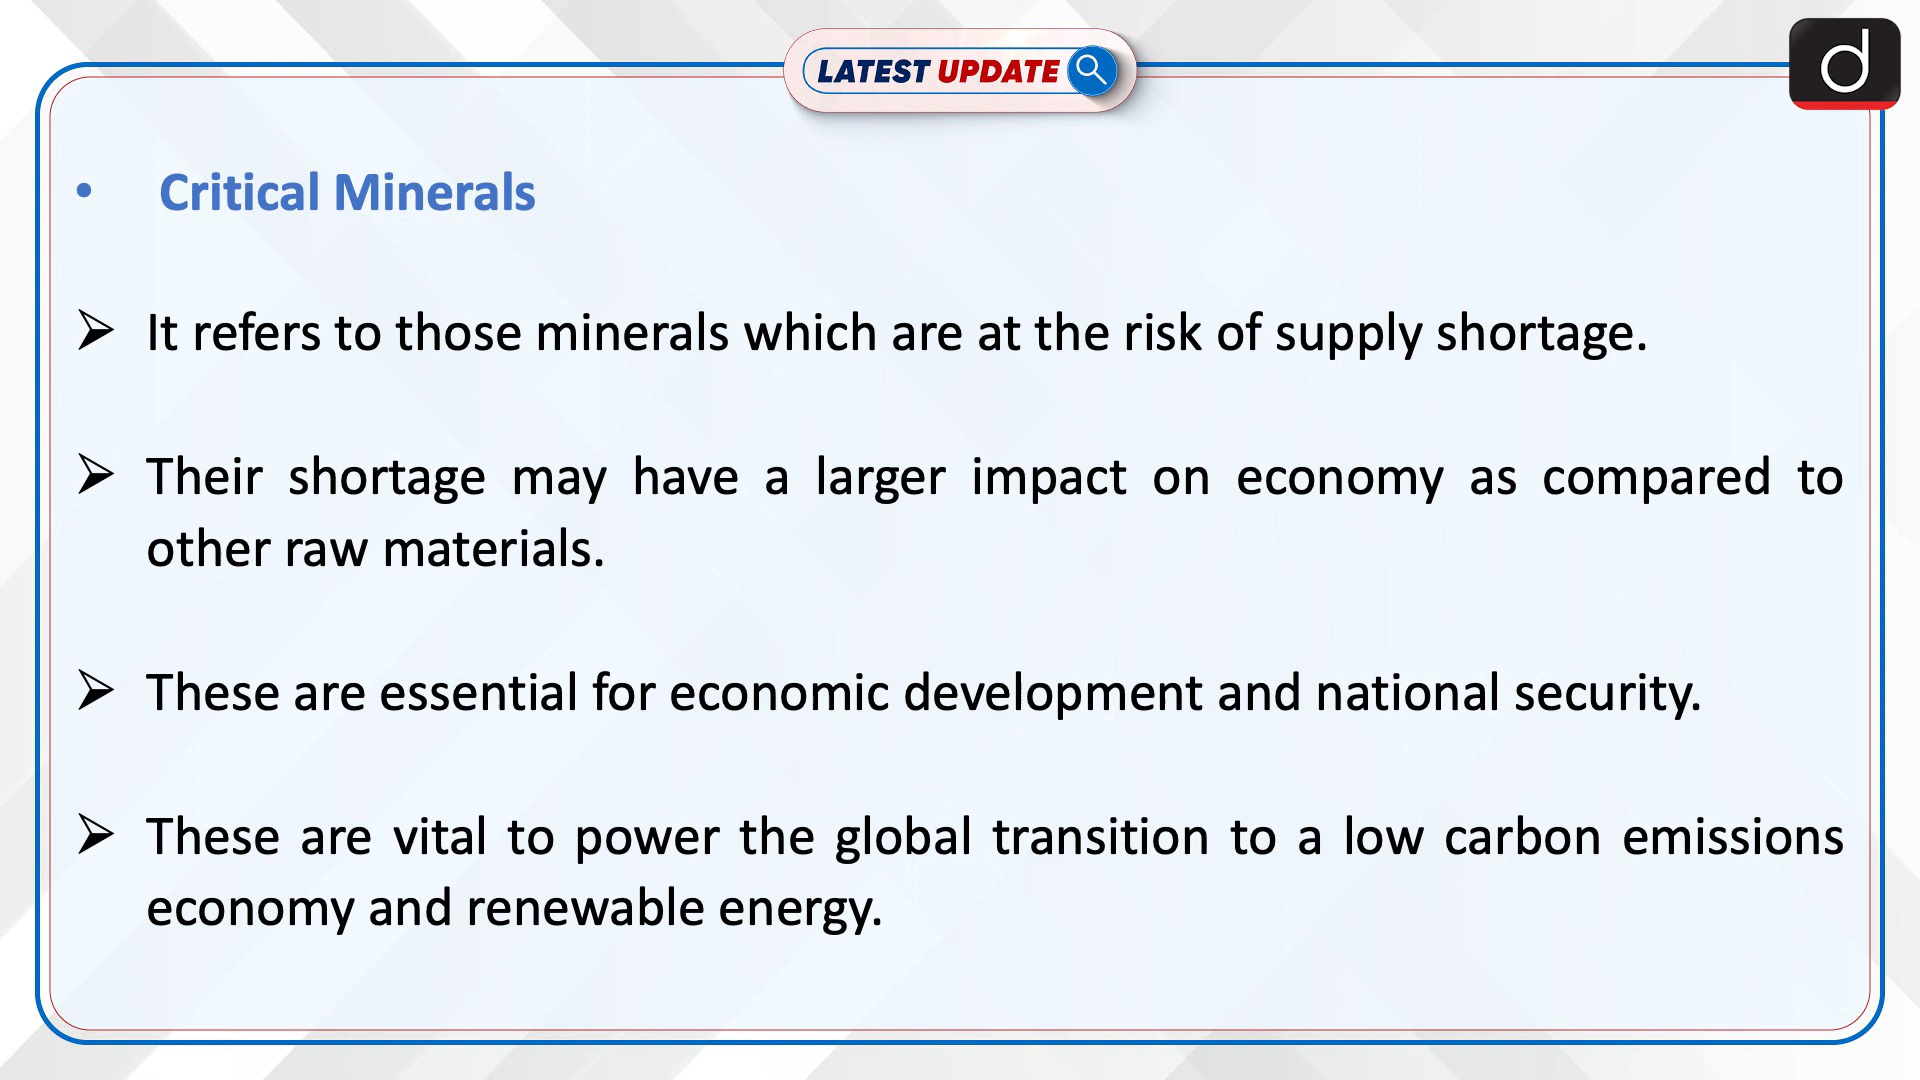 LATEST UPDATE
d
• Critical Minerals
➢ It refers to those minerals which are at the risk of supply shortage.
➢ Their shortage may have a larger impact on economy as compared to
other raw materials.
➢ These are essential for economic development and national security.
➢ These are vital to power the global transition to a low carbon emissions
economy and renewable energy.